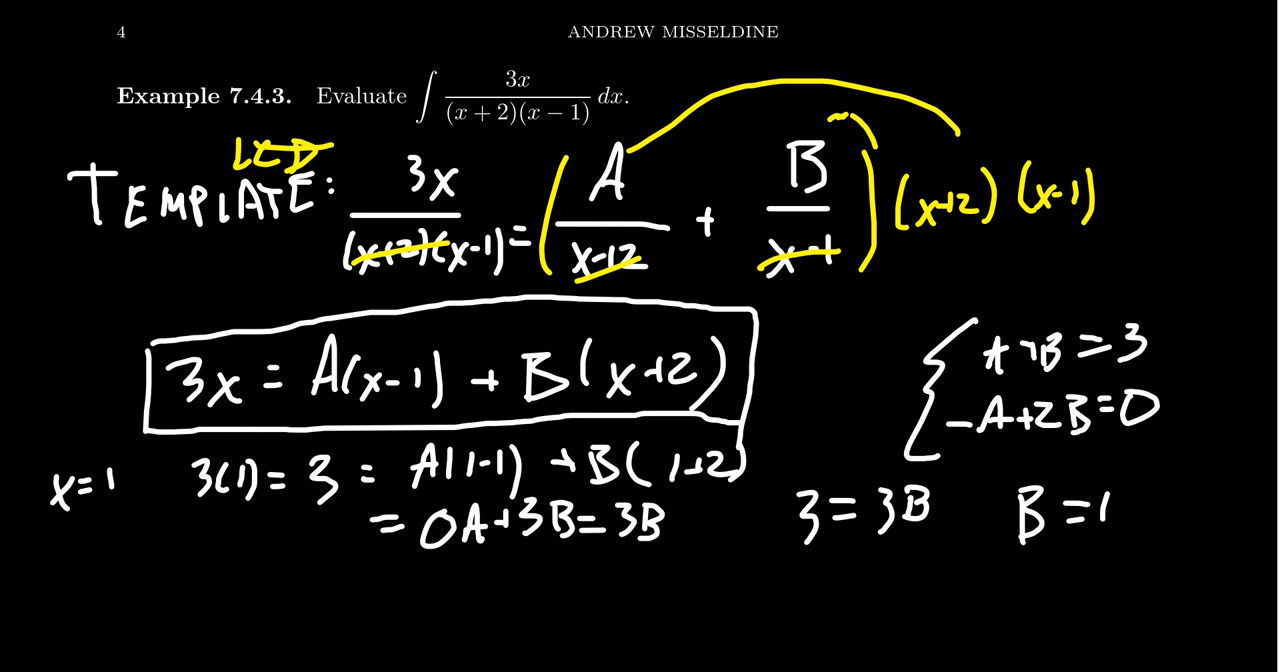 4 ANDREW MISSELDINE
Example 7.4.3. Evaluate ∫ 3x / (x + 2)(x − 1) dx.
LCD
TEMPLATE: 3x / (x+2)(x-1) = ( A / x+2 + B / x-1 ) (x+2) (x-1)
3x = A(x-1) + B(x+2)
{ A+B=3
-A+2B=0
x=1 3(1) = 3 = A(1-1) + B(1+2)
= 0A+3B=3B
3=3B B=1